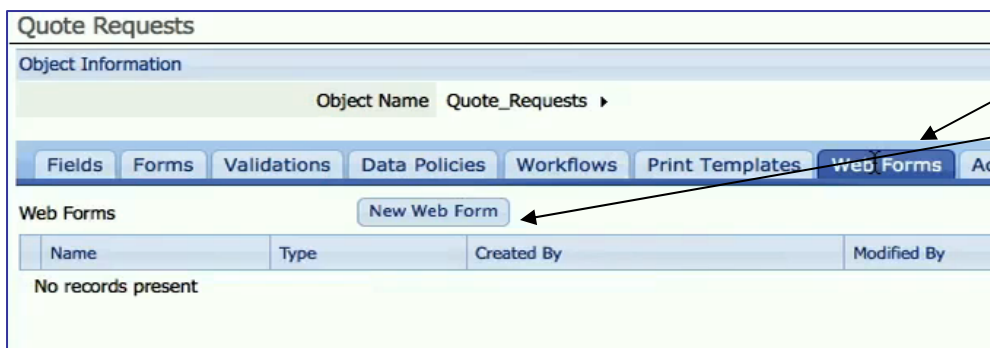 Quote Requests
Object Information
Object Name Quote_Requests
Fields Forms Validations Data Policies Workflows Print Templates Web Forms
Web Forms New Web Form
Name Type Created By Modified By
No records present